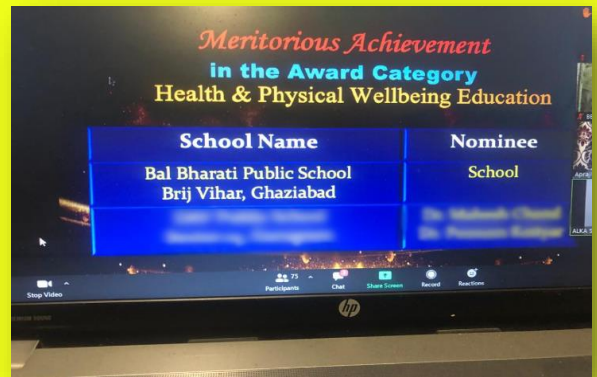 Meritorious Achievement
in the Award Category
Health & Physical Wellbeing Education
School Name Nominee
Bal Bharati Public School School
Brij Vihar, Ghaziabad
75
Stop Video Participants Chat Share Screen Record Reactions
hp